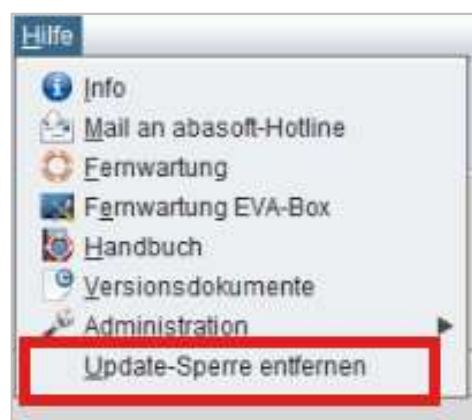 Hilfe
Info
Mail an abasoft-Hotline
Fernwartung
Fernwartung EVA-Box
Handbuch
Versionsdokumente
Administration
Update-Sperre entfernen